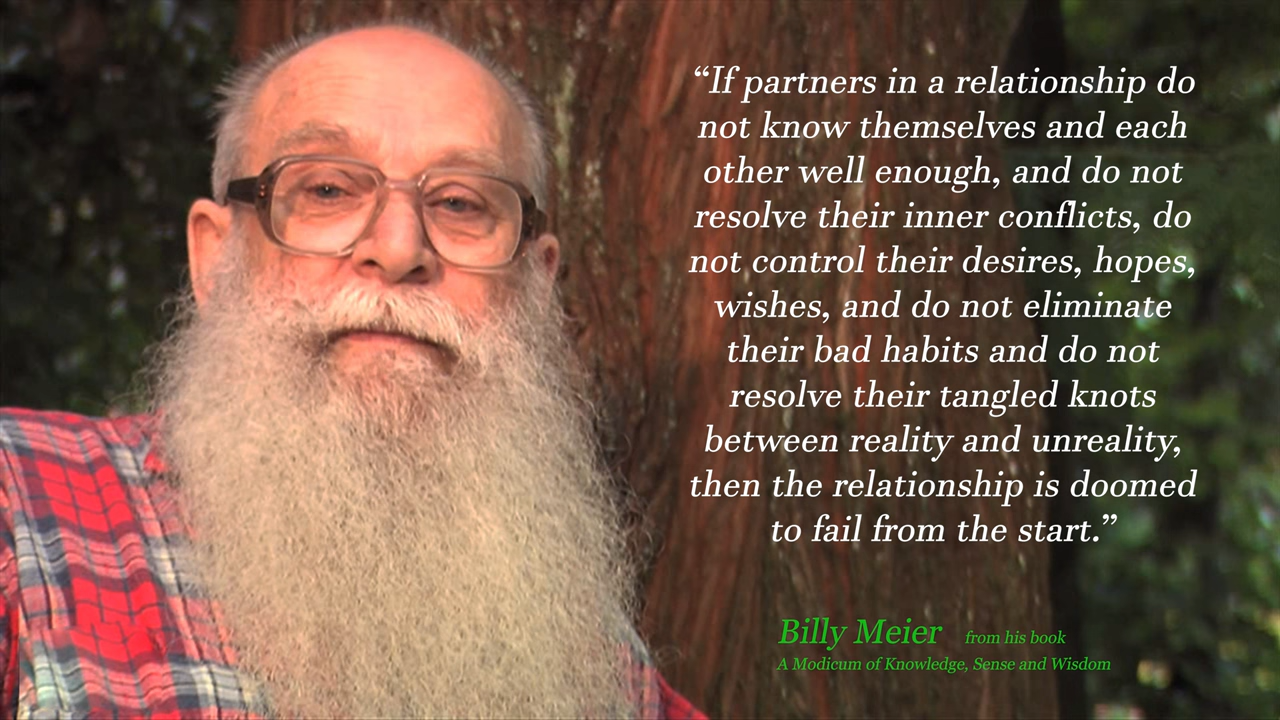 “If partners in a relationship do
not know themselves and each
other well enough, and do not
resolve their inner conflicts, do
not control their desires, hopes,
wishes, and do not eliminate
their bad habits and do not
resolve their tangled knots
between reality and unreality,
then the relationship is doomed
to fail from the start.”
Billy Meier from his book
A Modicum of Knowledge, Sense and Wisdom